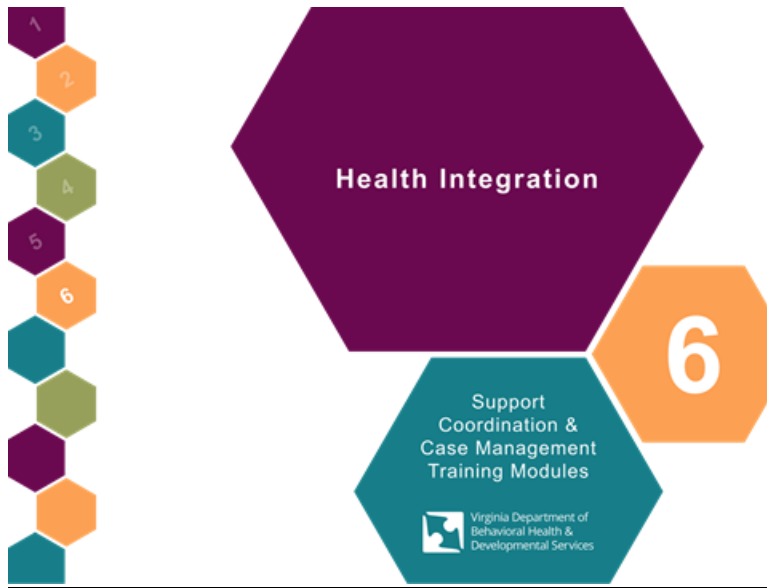 1
2
3
4
5
6
Health Integration
6
Support
Coordination &
Case Management
Training Modules
Virginia Department of
Behavioral Health &
Developmental Services